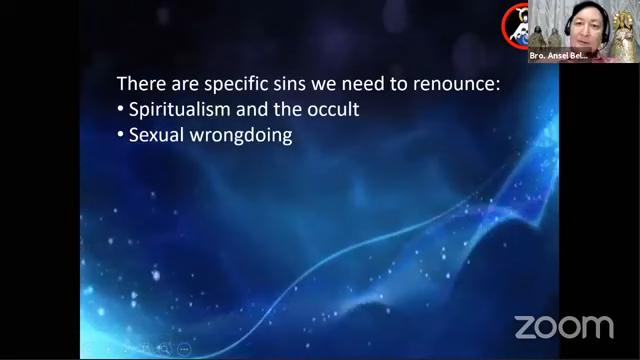 There are specific sins we need to renounce:
• Spiritualism and the occult
• Sexual wrongdoing
Bro. Ansel Bel...
zoom